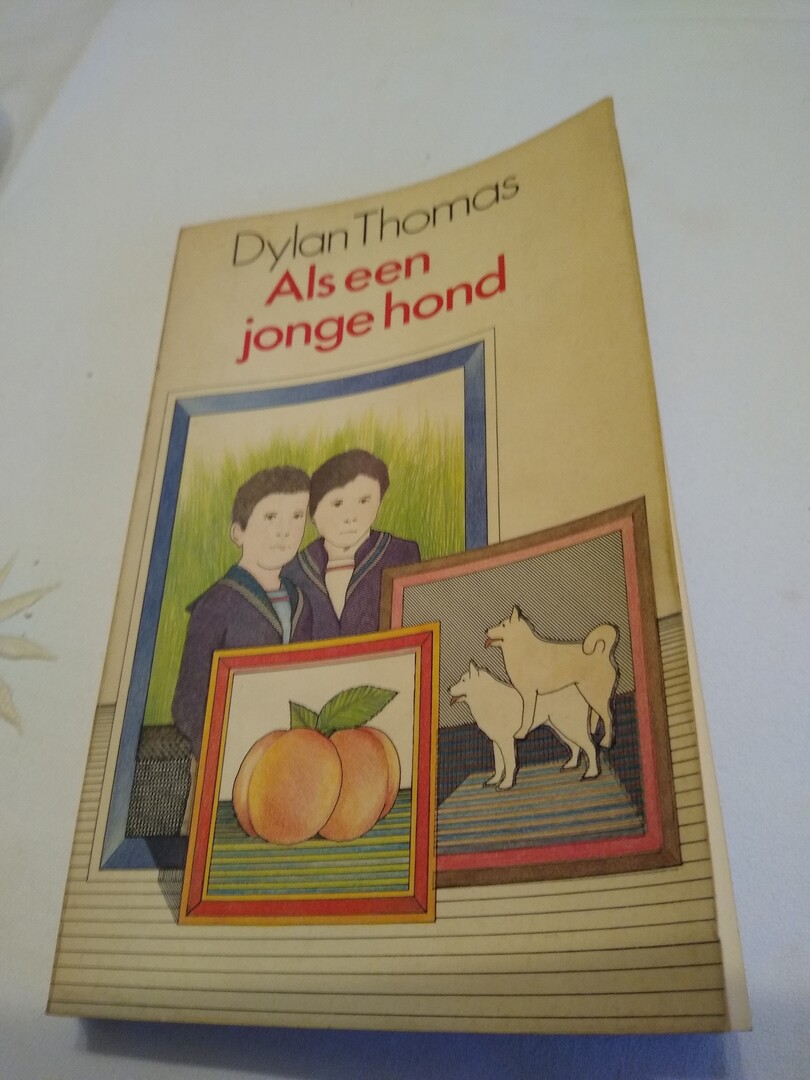 Dylan Thomas
Als een
jonge hond